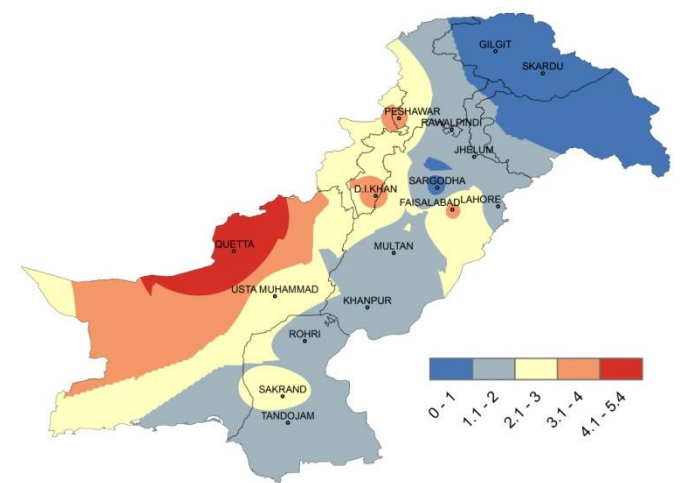 GILGIT
SKARDU
PESHAWAR
RAWALPINDI
JHELUM
SARGODHA
D.I.KHAN
FAISALABAD
LAHORE
QUETTA
MULTAN
USTA MUHAMMAD
KHANPUR
ROHRI
SAKRAND
TANDOJAM
0 - 1
1.1 - 2
2.1 - 3
3.1 - 4
4.1 - 5.4